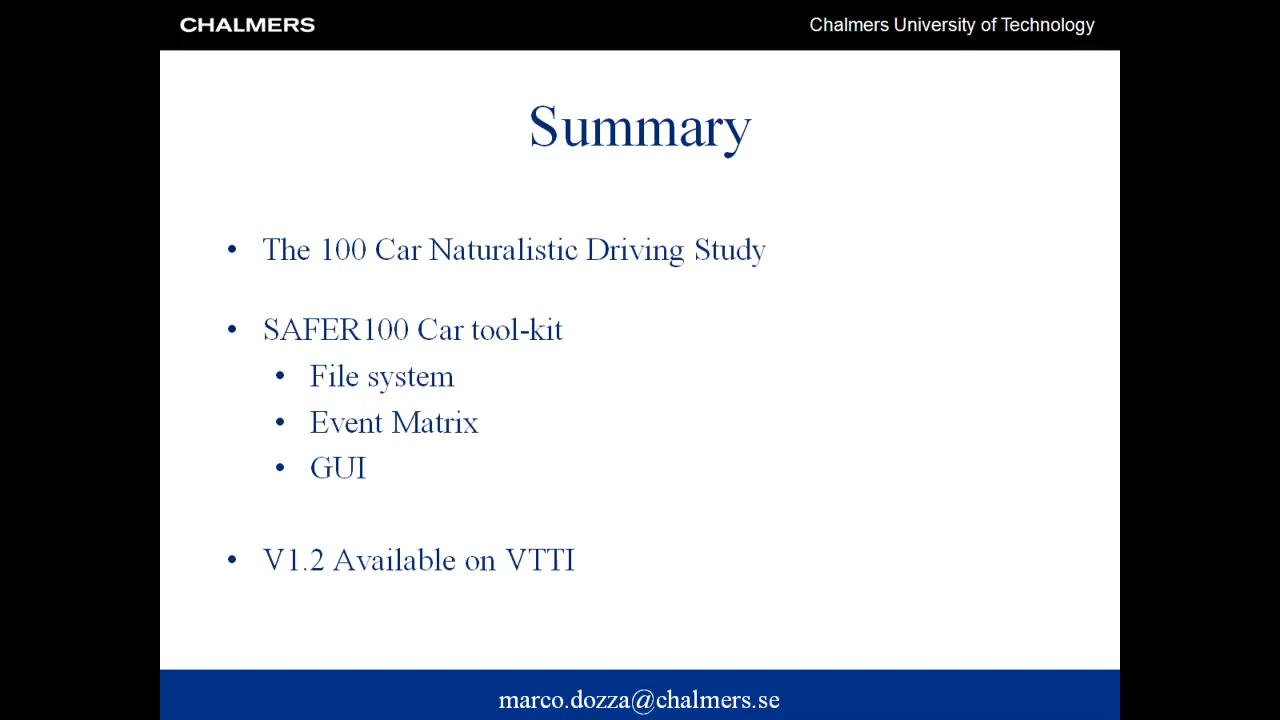 CHALMERS
Chalmers University of Technology
Summary
• The 100 Car Naturalistic Driving Study
• SAFER100 Car tool-kit
• File system
• Event Matrix
• GUI
• V1.2 Available on VTTI
marco.dozza@chalmers.se